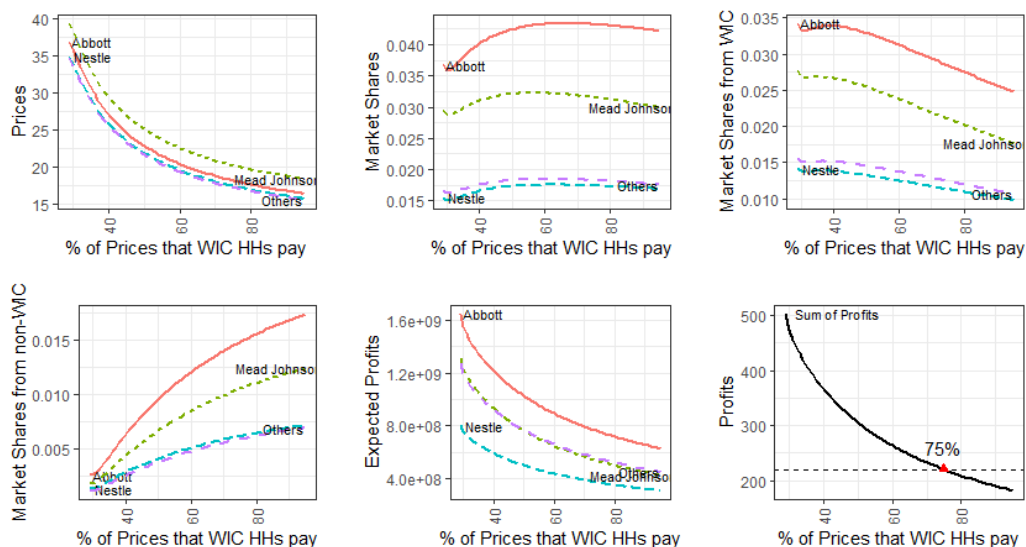 Prices
40
35
30
25
20
15
Abbott
Nestle
Mead Johnson
Others
40
60
80
% of Prices that WIC HHs pay
Market Shares
0.040
0.035
0.030
0.025
0.020
0.015
Abbott
Mead Johnson
Nestle
Others
40
60
80
% of Prices that WIC HHs pay
Market Shares from WIC
0.035
0.030
0.025
0.020
0.015
0.010
Abbott
Mead Johnson
Nestle
Others
40
60
80
% of Prices that WIC HHs pay
Market Shares from non-WIC
0.015
0.010
0.005
Mead Johnson
Others
Abbott
Nestle
40
60
80
% of Prices that WIC HHs pay
Expected Profits
1.6e+09
1.2e+09
8.0e+08
4.0e+08
Abbott
Nestle
Others
Mead Johnson
40
60
80
% of Prices that WIC HHs pay
Profits
500
400
300
200
Sum of Profits
75%
40
60
80
% of Prices that WIC HHs pay